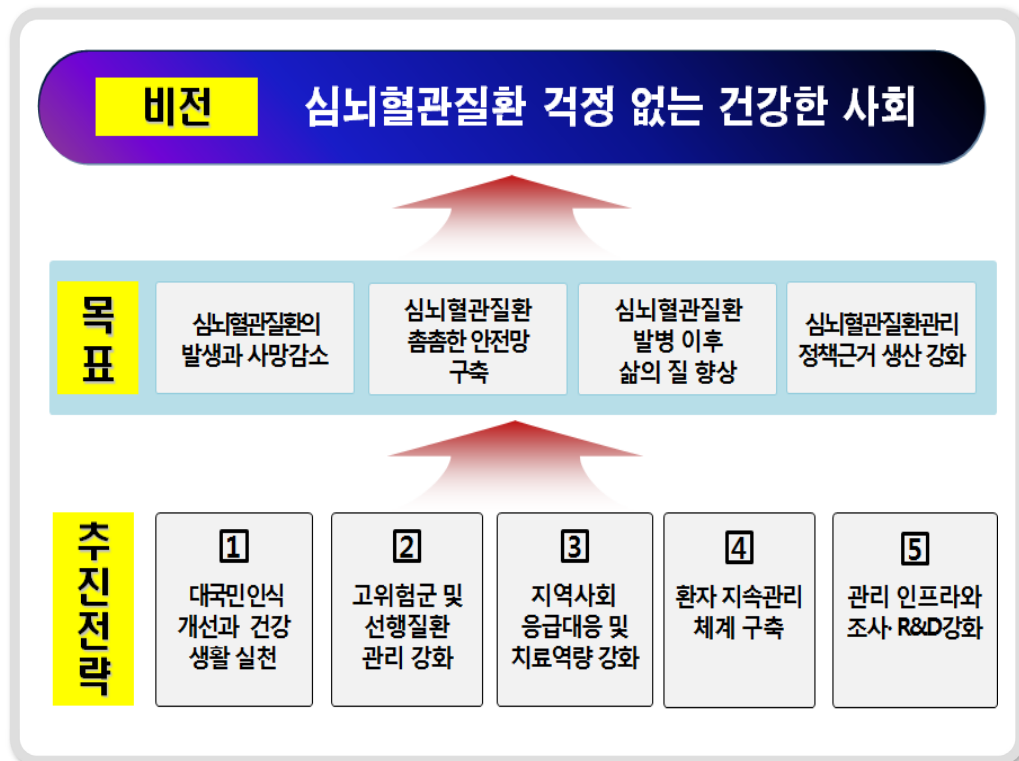 비전
심뇌혈관질환 걱정 없는 건강한 사회
목
표
심뇌혈관질환의
발생과 사망감소
심뇌혈관질환
촘촘한 안전망
구축
심뇌혈관질환
발병 이후
삶의 질 향상
심뇌혈관질환관리
정책근거 생산 강화
추
진
전
략
1
대국민 인식
개선과 건강
생활 실천
2
고위험군 및
선행질환
관리 강화
3
지역사회
응급대응 및
치료역량 강화
4
환자 지속관리
체계 구축
5
관리 인프라와
조사· R&D강화